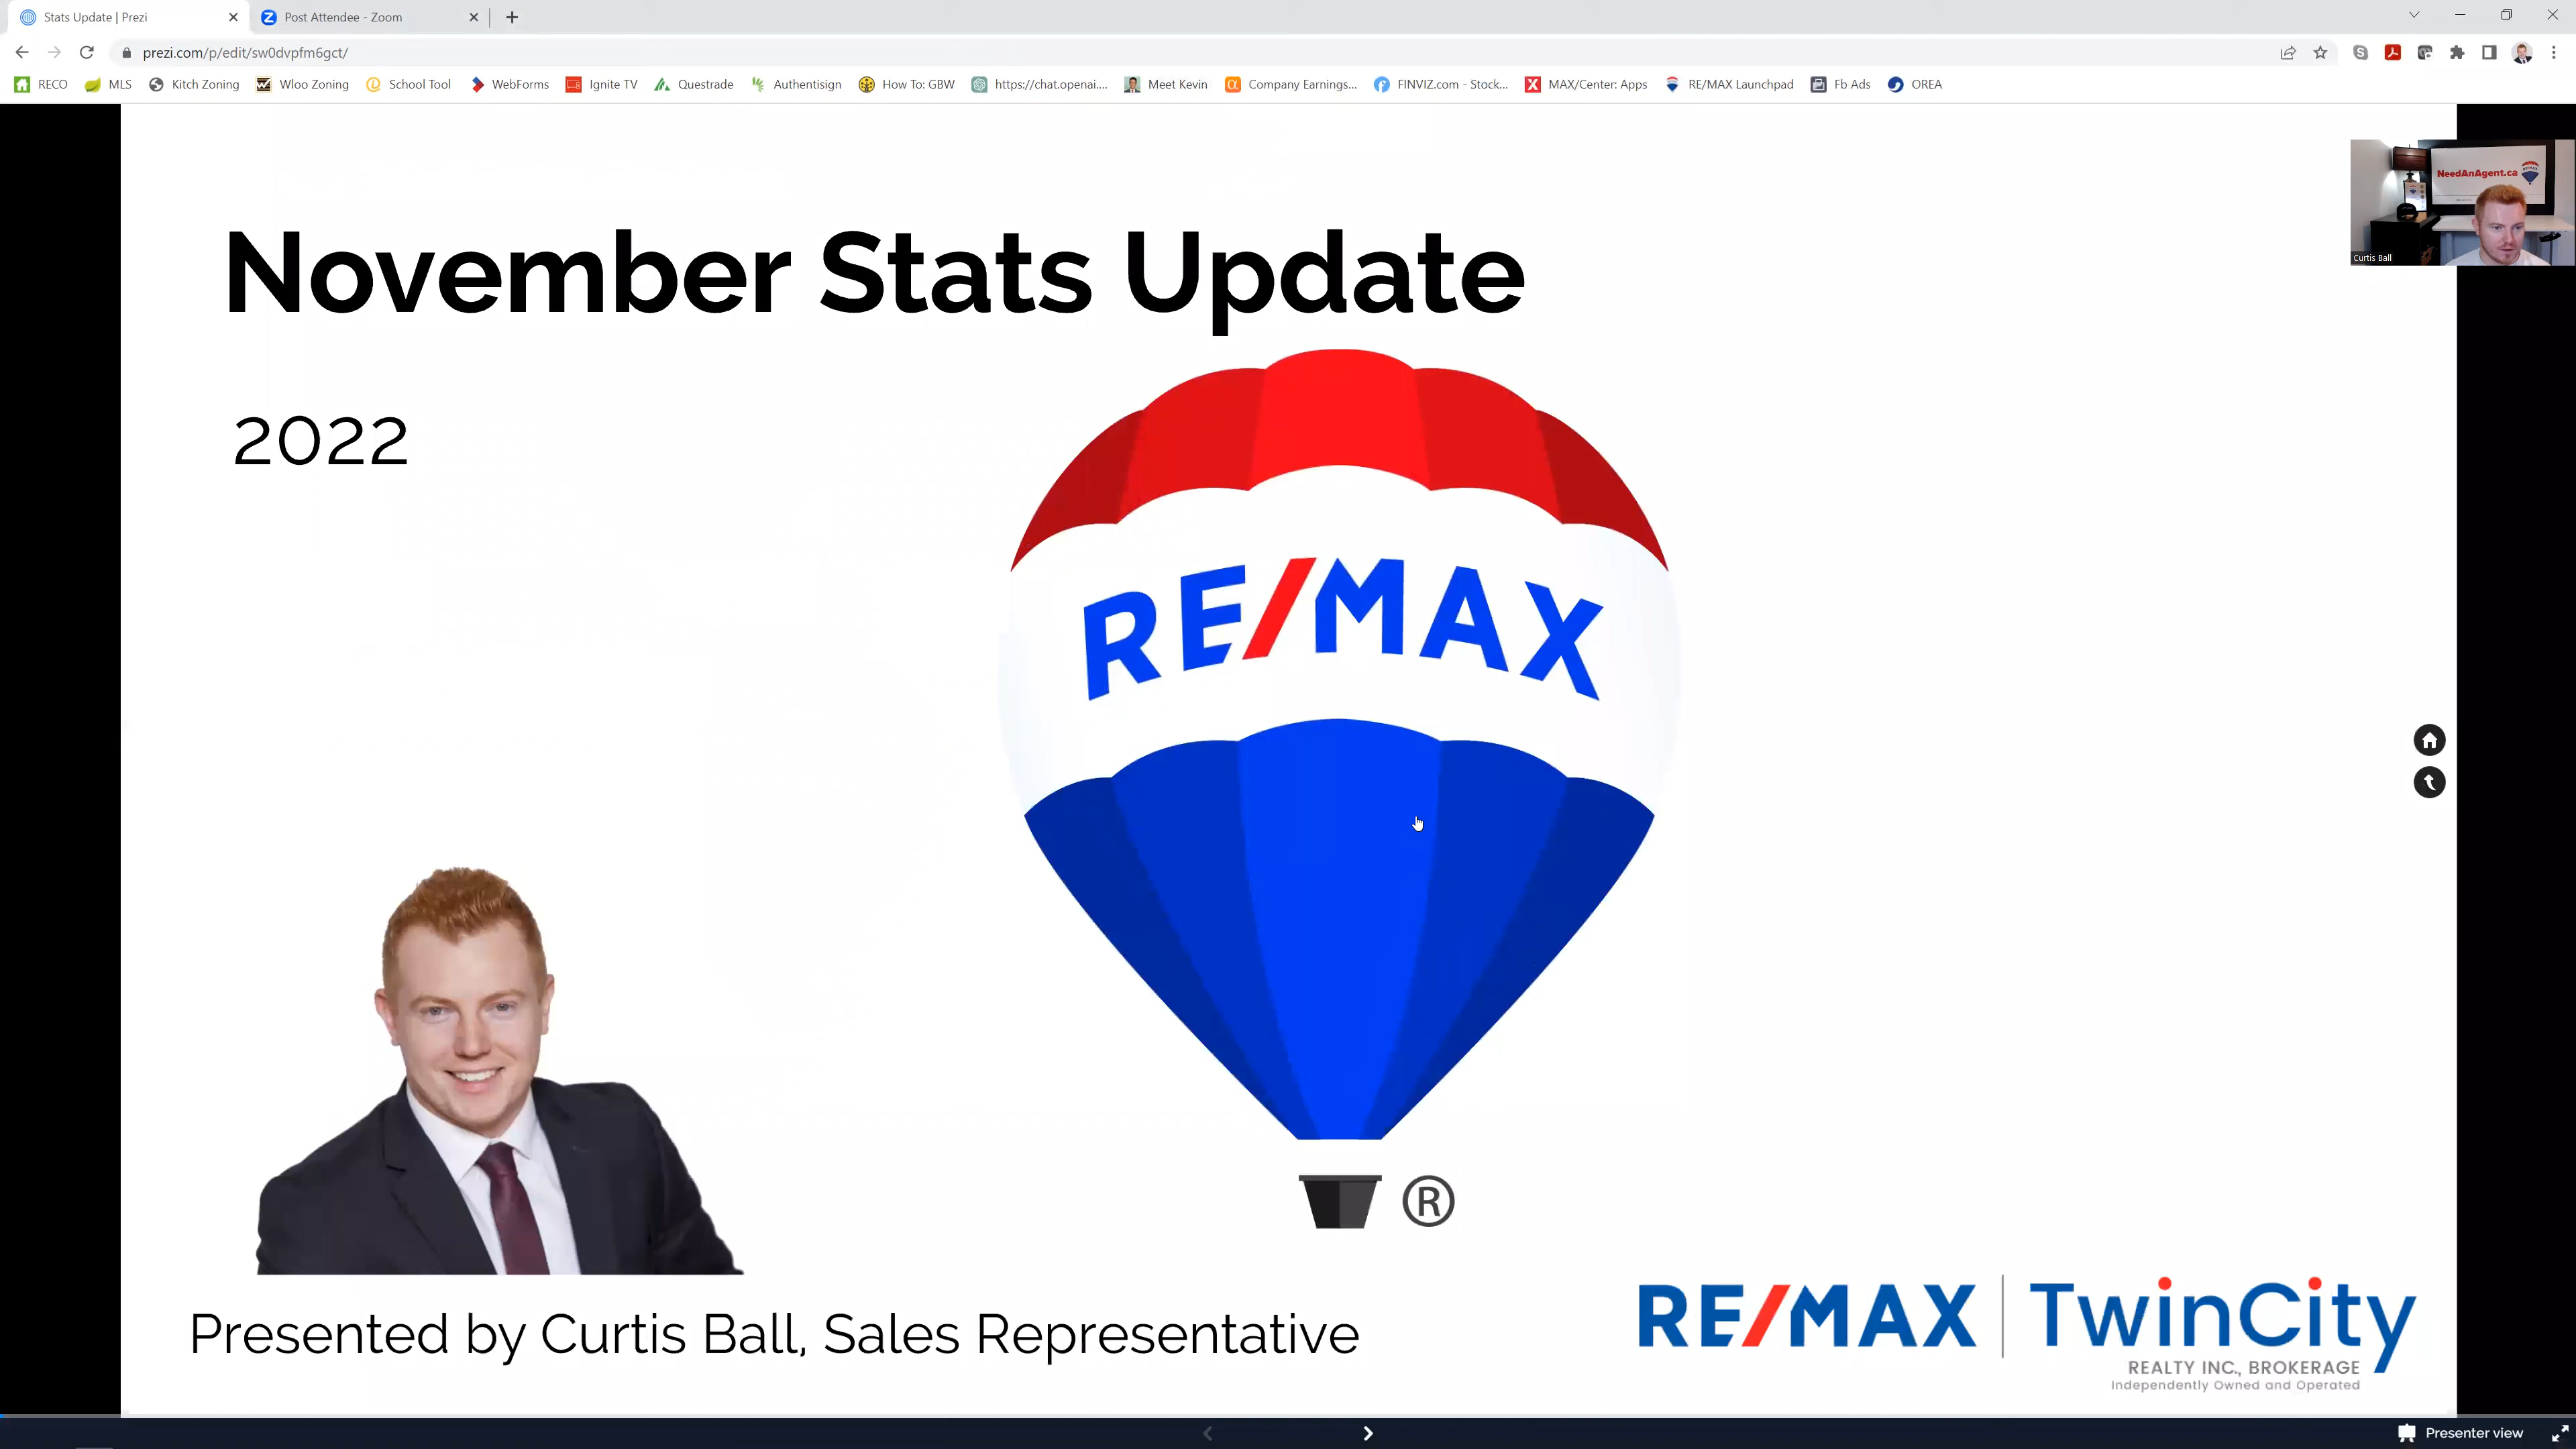 Stats Update | Prezi
Post Attendee - Zoom
prezi.com/p/edit/sw0dvpfm6gct/
RECO MLS Kitch Zoning Wloo Zoning School Tool WebForms Ignite TV Questrade Authentisign How To: GBW https://chat.openai.... Meet Kevin Company Earnings... FINVIZ.com - Stock... MAX/Center: Apps RE/MAX Launchpad Fb Ads OREA
NeedAnAgent.ca
Curtis Ball
November Stats Update
2022
RE/MAX
®
Presented by Curtis Ball, Sales Representative
RE/MAX TwinCity
REALTY INC., BROKERAGE
Independently Owned and Operated
Presenter view